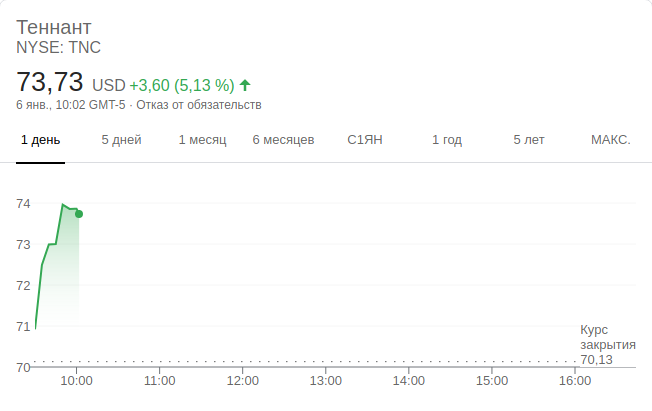 Теннант
NYSE: TNC
73,73 USD +3,60 (5,13 %)
6 янв., 10:02 GMT-5 · Отказ от обязательств
1 день 5 дней 1 месяц 6 месяцев С1ЯН 1 год 5 лет МАКС.
74
73
72
71
Курс
закрытия
70,13
70
10:00 11:00 12:00 13:00 14:00 15:00 16:00